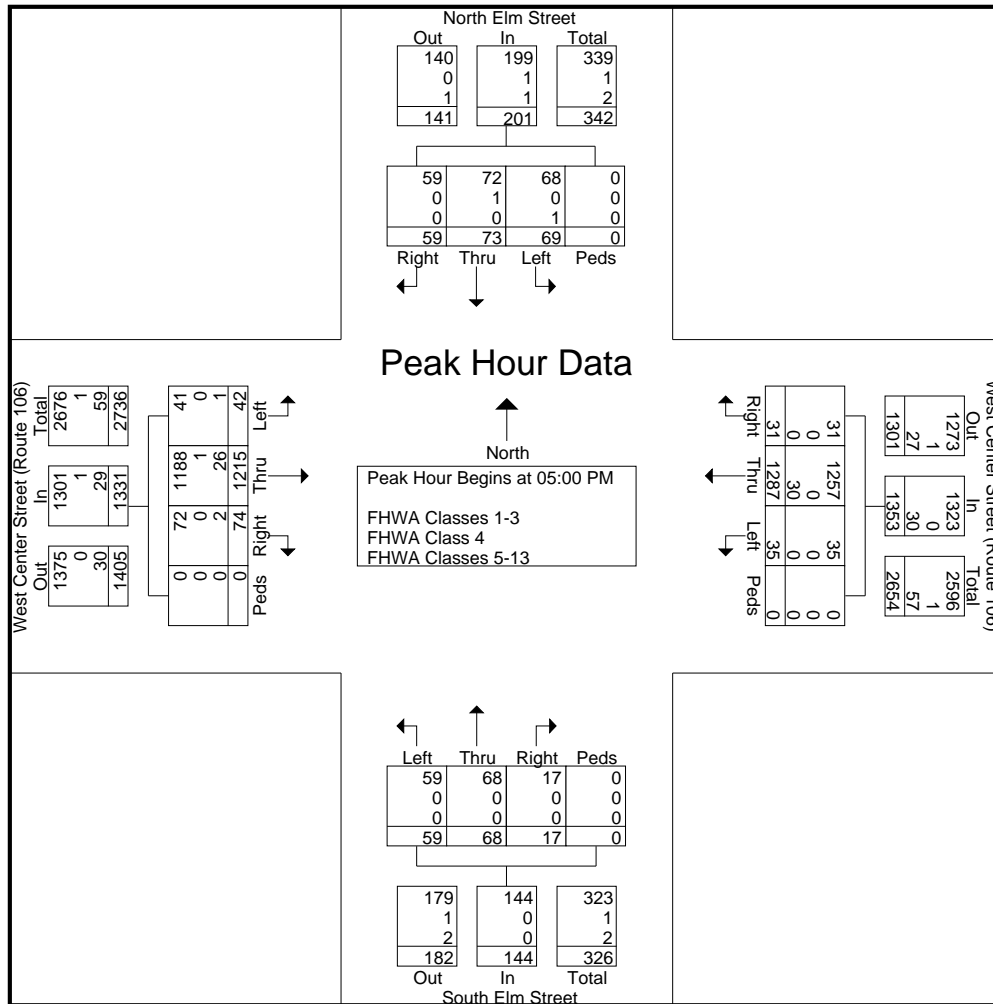 North Elm Street
Out In Total
140 199 339
0 1 1
1 1 2
141 201 342
59 72 68 0
0 1 0 0
0 0 1 0
59 73 69 0
Right Thru Left Peds
Peak Hour Data
North
Peak Hour Begins at 05:00 PM
FHWA Classes 1-3
FHWA Class 4
FHWA Classes 5-13
West Center Street (Route 106)
Out In Total
1375 1301 2676
0 1 1
30 29 59
1405 1331 2736
Peds Right Thru Left
0 72 1188 41
0 0 1 0
0 2 26 1
0 74 1215 42
West Center Street (Route 106)
Out In Total
1273 1323 2596
1 0 1
27 30 57
1301 1353 2654
31 1257 35 0
0 0 0 0
0 30 0 0
31 1287 35 0
Right Thru Left Peds
Left Thru Right Peds
59 68 17 0
0 0 0 0
0 0 0 0
59 68 17 0
179 144 323
1 0 1
2 0 2
182 144 326
Out In Total
South Elm Street